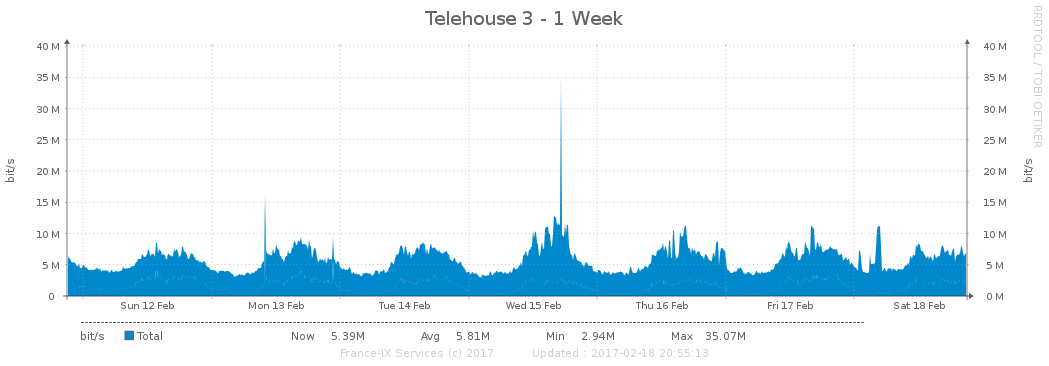 Telehouse 3 - 1 Week
RRDTOOL / TOBI OETIKER
40 M 40 M
35 M 35 M
30 M 30 M
25 M 25 M
20 M 20 M
15 M 15 M
10 M 10 M
5 M 5 M
0 0 M
bit/s bit/s
Sun 12 Feb Mon 13 Feb Tue 14 Feb Wed 15 Feb Thu 16 Feb Fri 17 Feb Sat 18 Feb
bit/s Total Now 5.39M Avg 5.81M Min 2.94M Max 35.07M
France-IX Services (c) 2017 Updated : 2017-02-18 20:55:13